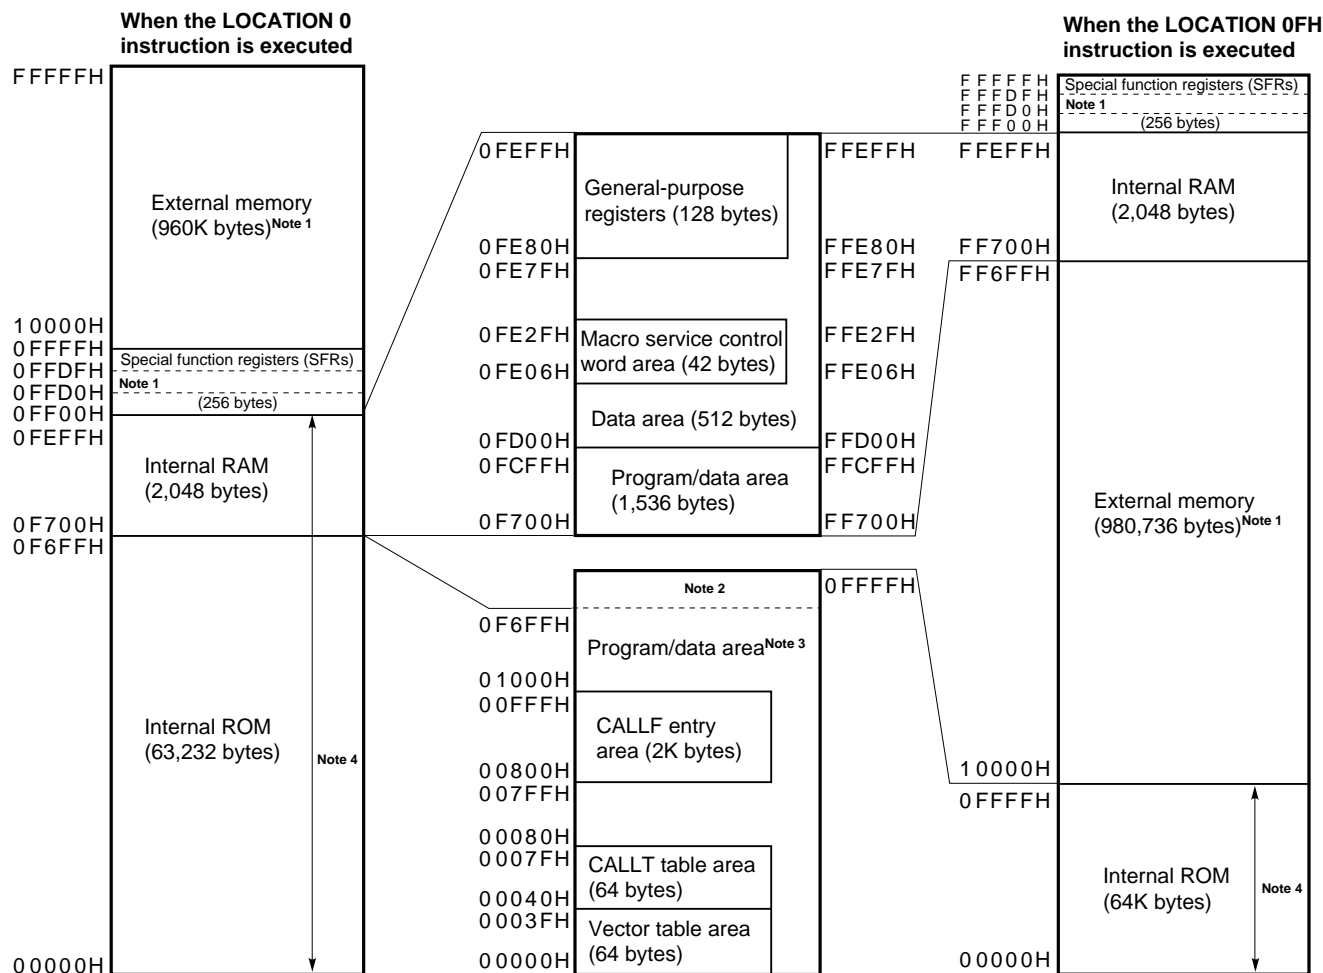 When the LOCATION 0
instruction is executed
FFFFFH
External memory
(960K bytes)Note 1
10000H
0FFFFH
Special function registers (SFRs)
0FFDFH
Note 1
0FFD0H
(256 bytes)
0FF00H
0FEFFH
Internal RAM
(2,048 bytes)
0F700H
0F6FFH
Internal ROM
(63,232 bytes)
Note 4
00000H
0FEFFH
General-purpose
registers (128 bytes)
0FE80H
0FE7FH
0FE2FH
Macro service control
word area (42 bytes)
0FE06H
Data area (512 bytes)
0FD00H
0FCFFH
Program/data area
(1,536 bytes)
0F700H
FFEFFH
FFE80H
FFE7FH
FFE2FH
FFE06H
FFD00H
FFCFFH
FF700H
Note 2
0FFFFH
0F6FFH
Program/data areaNote 3
01000H
00FFFH
CALLF entry
area (2K bytes)
00800H
007FFH
00080H
0007FH
CALLT table area
(64 bytes)
00040H
0003FH
Vector table area
(64 bytes)
00000H
When the LOCATION 0FH
instruction is executed
FFFFFH
Special function registers (SFRs)
FFFDFH
Note 1
FFFD0H
(256 bytes)
FFF00H
FFEFFH
Internal RAM
(2,048 bytes)
FF700H
FF6FFH
External memory
(980,736 bytes)Note 1
10000H
0FFFFH
Internal ROM
(64K bytes)
Note 4
00000H